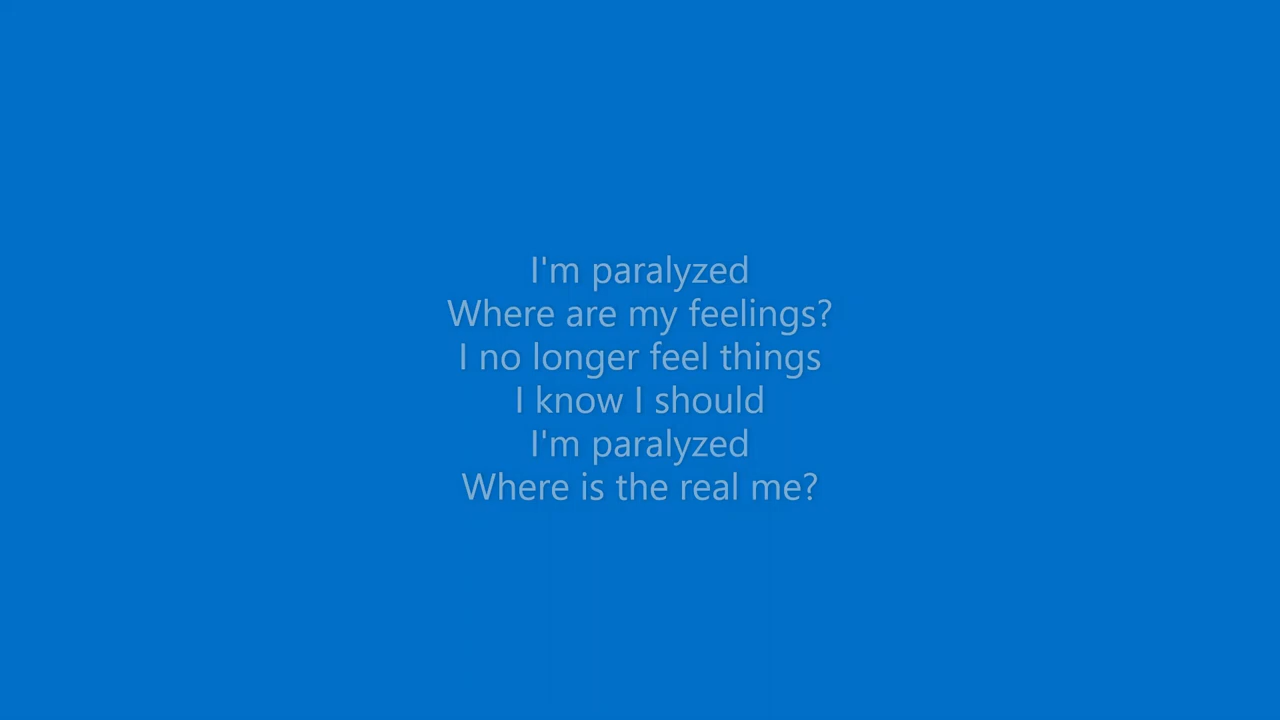 I'm paralyzed
Where are my feelings?
I no longer feel things
I know I should
I'm paralyzed
Where is the real me?